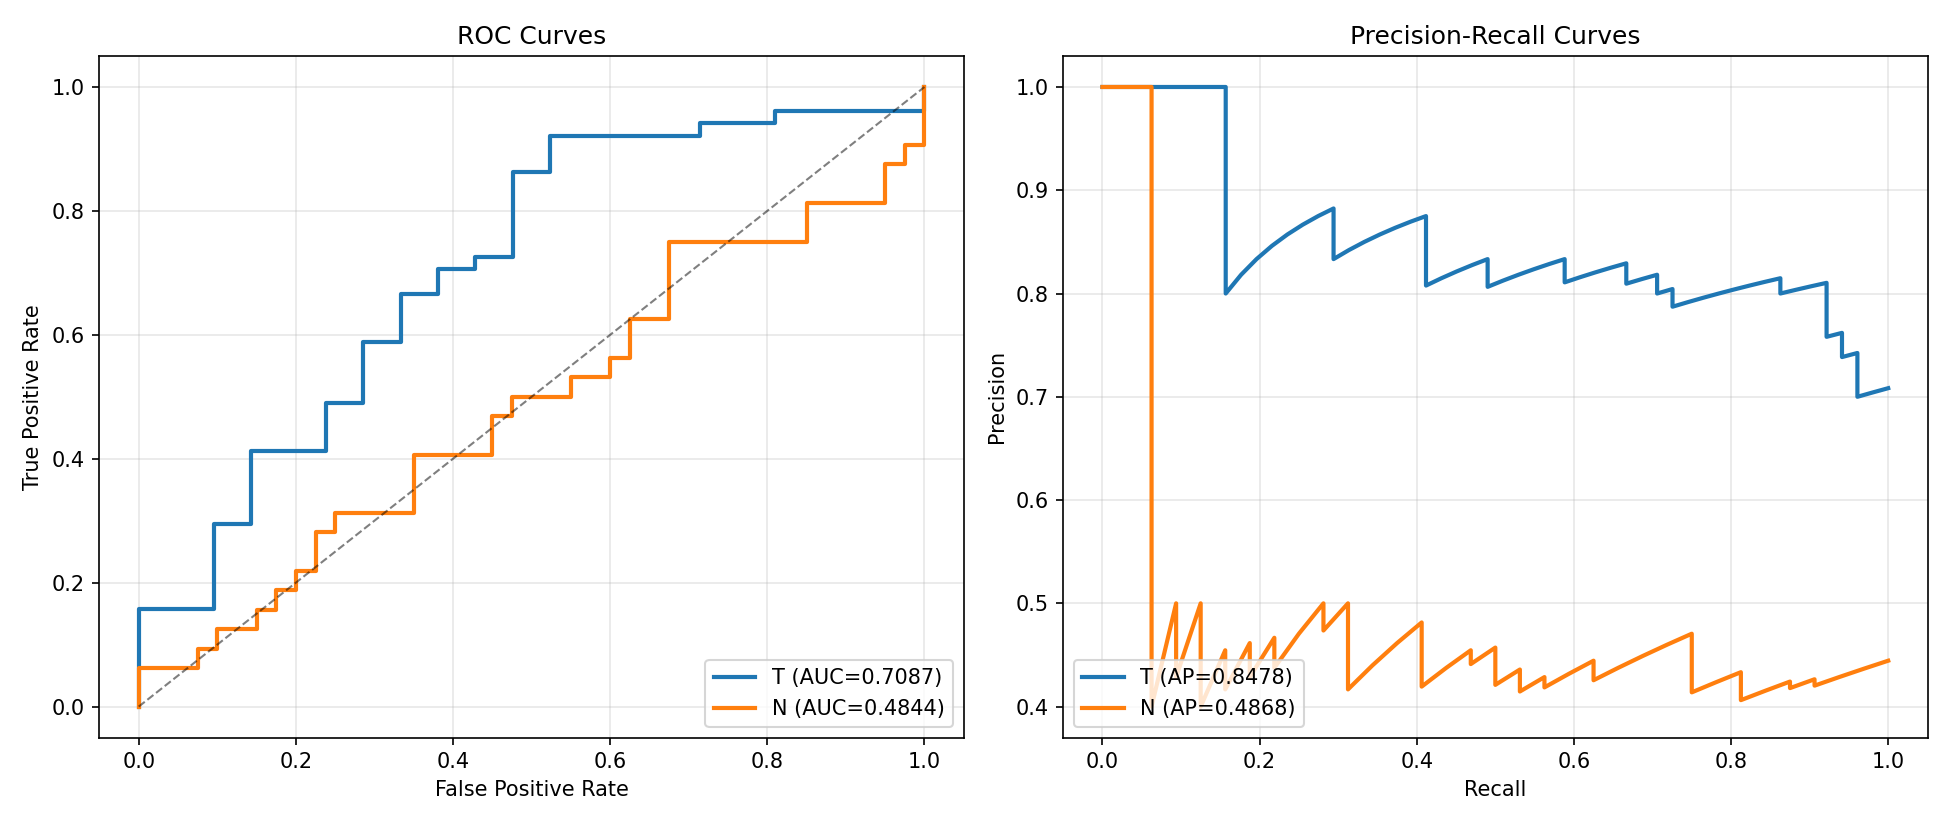 ROC Curves
True Positive Rate
1.0
0.8
0.6
0.4
0.2
0.0
T (AUC=0.7087)
N (AUC=0.4844)
0.0 0.2 0.4 0.6 0.8 1.0
False Positive Rate
Precision-Recall Curves
Precision
1.0
0.9
0.8
0.7
0.6
0.5
0.4
T (AP=0.8478)
N (AP=0.4868)
0.0 0.2 0.4 0.6 0.8 1.0
Recall